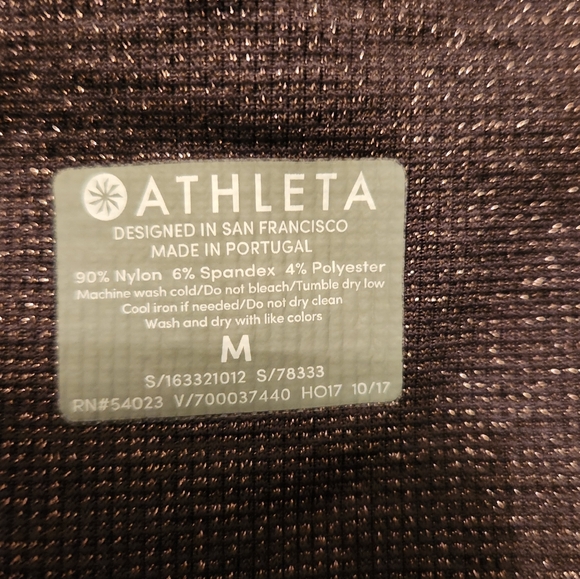 ATHLETA
DESIGNED IN SAN FRANCISCO
MADE IN PORTUGAL
90% Nylon 6% Spandex 4% Polyester
Machine wash cold/Do not bleach/Tumble dry low
Cool iron if needed/Do not dry clean
Wash and dry with like colors
M
S/163321012 S/78333
RN#54023 V/700037440 HO17 10/17